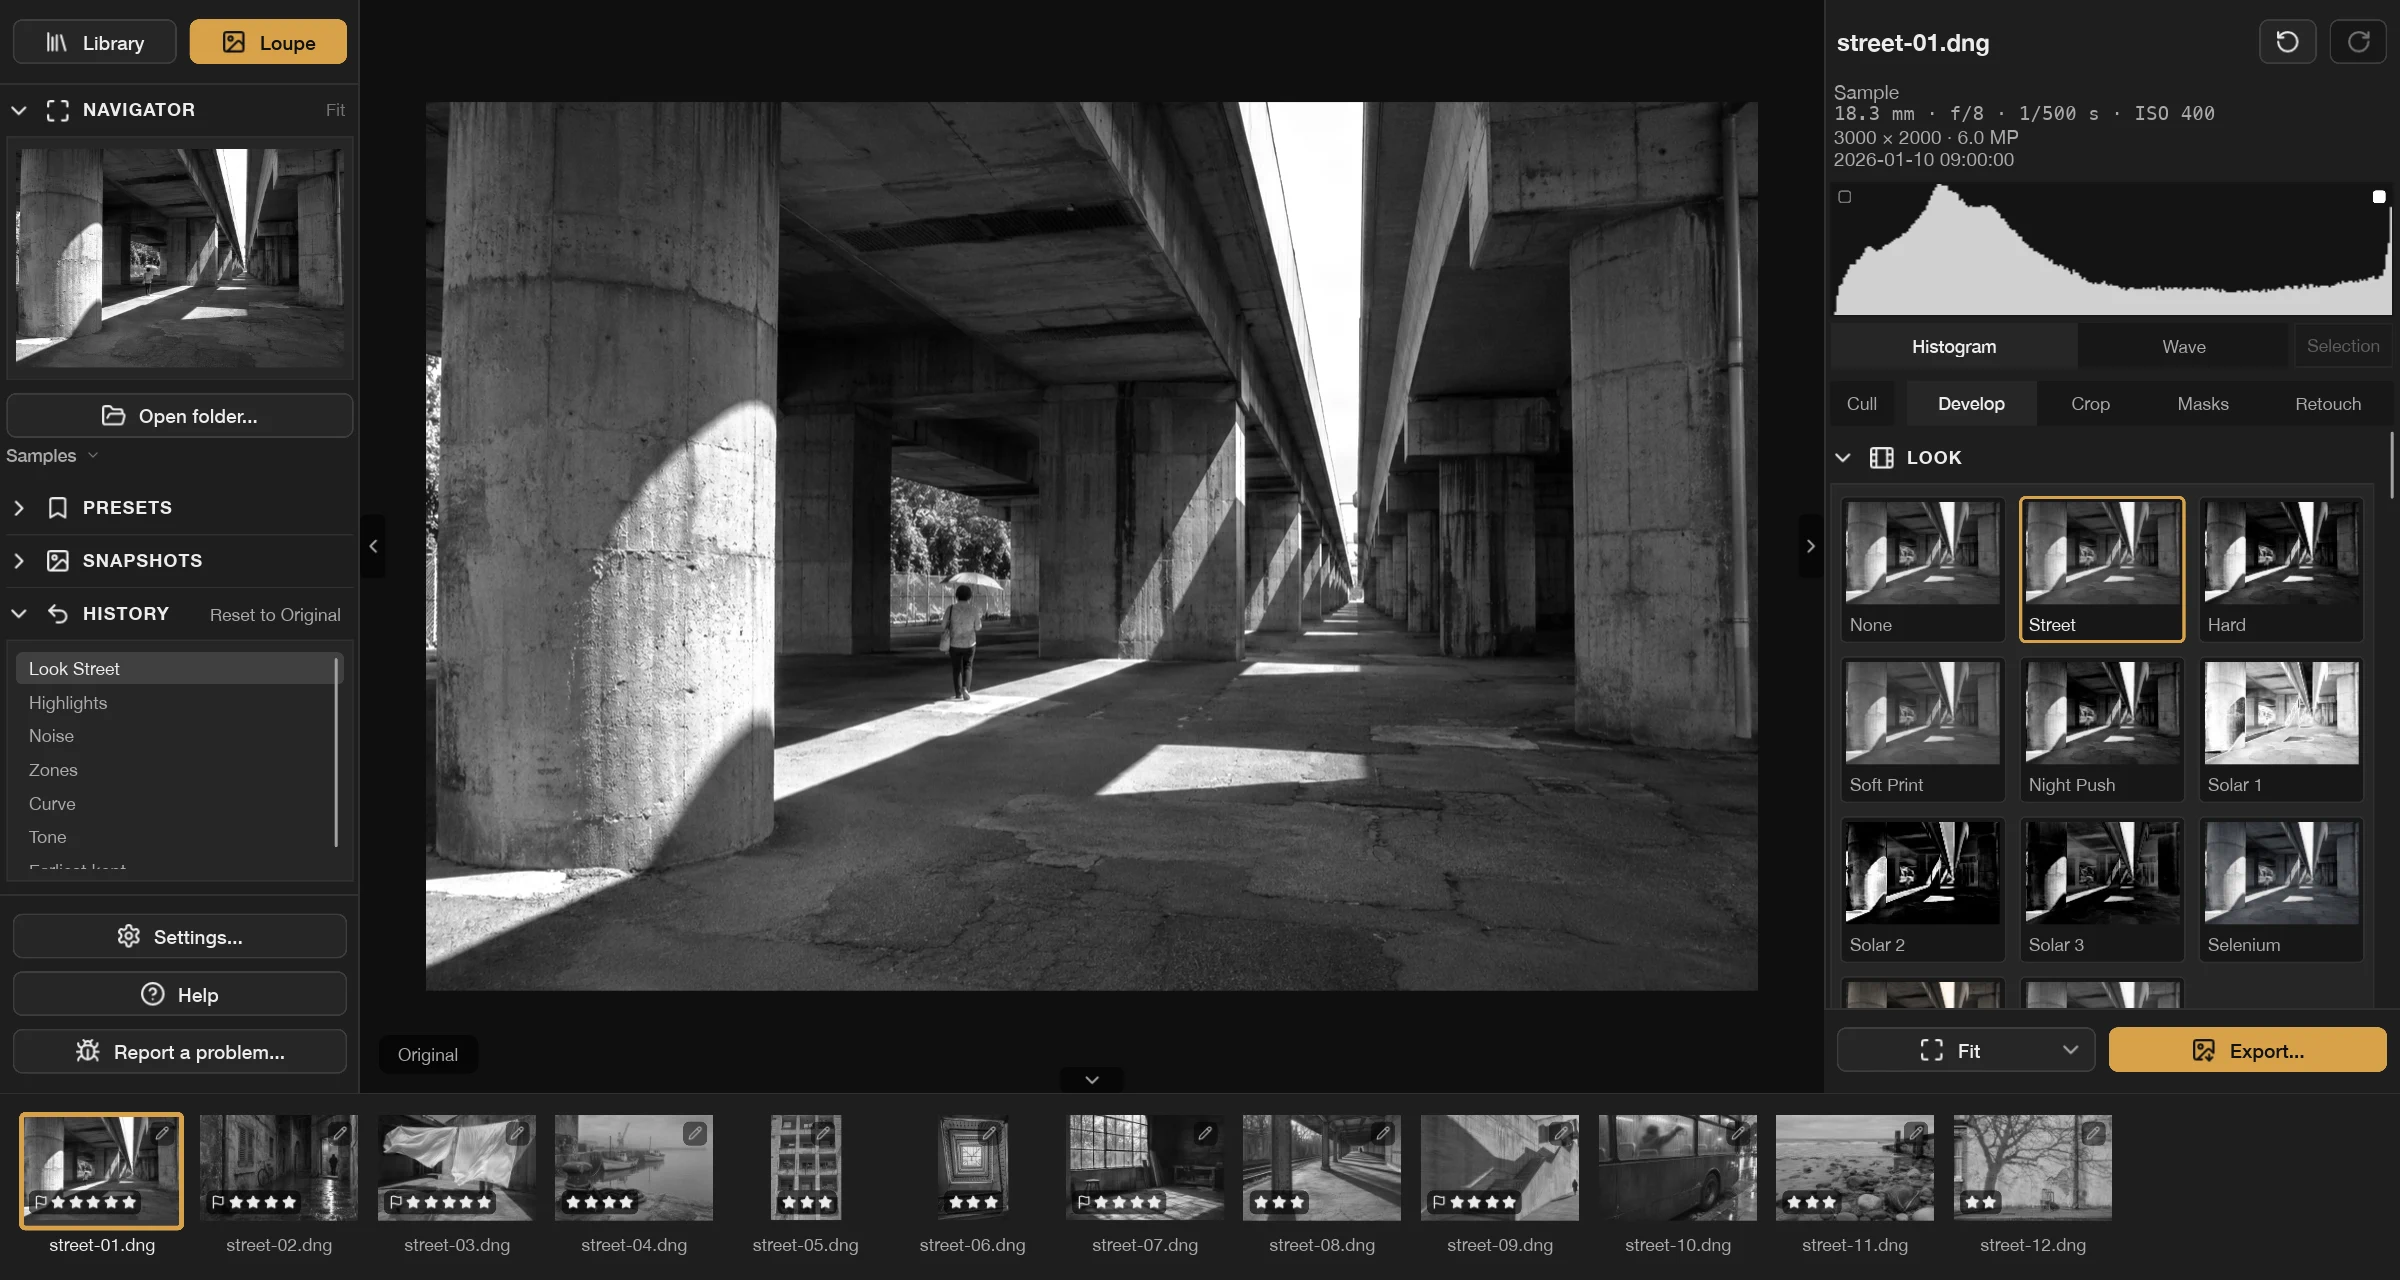 Library
Loupe
NAVIGATOR
Fit
Open folder...
Samples
PRESETS
SNAPSHOTS
HISTORY
Reset to Original
Look Street
Highlights
Noise
Zones
Curve
Tone
Earliest kept
Settings...
Help
Report a problem...
Original
street-01.dng
Sample
18.3 mm · f/8 · 1/500 s · ISO 400
3000 × 2000 · 6.0 MP
2026-01-10 09:00:00
Histogram
Wave
Selection
Cull
Develop
Crop
Masks
Retouch
LOOK
None
Street
Hard
Soft Print
Night Push
Solar 1
Solar 2
Solar 3
Selenium
Fit
Export...
street-01.dng
street-02.dng
street-03.dng
street-04.dng
street-05.dng
street-06.dng
street-07.dng
street-08.dng
street-09.dng
street-10.dng
street-11.dng
street-12.dng